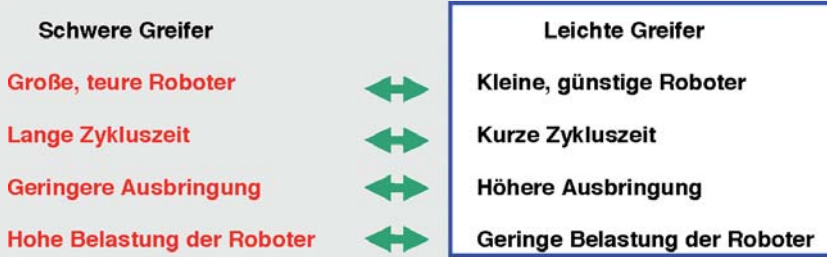 Schwere Greifer Leichte Greifer
Große, teure Roboter Kleine, günstige Roboter
Lange Zykluszeit Kurze Zykluszeit
Geringere Ausbringung Höhere Ausbringung
Hohe Belastung der Roboter Geringe Belastung der Roboter